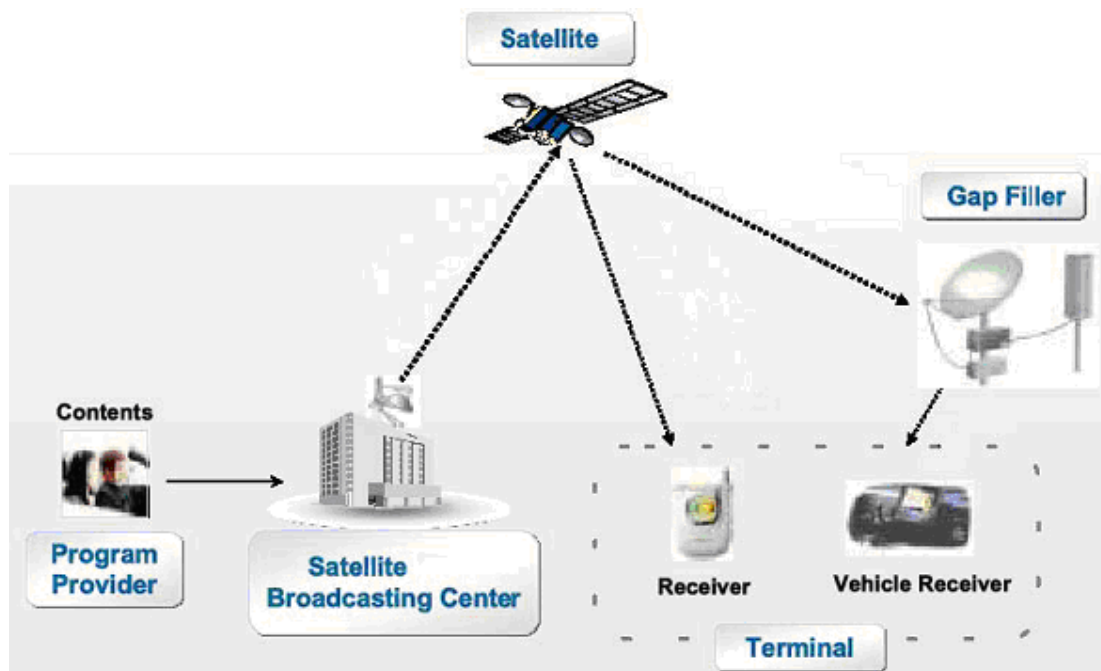 Satellite
Gap Filler
Contents
Program
Provider
Satellite
Broadcasting Center
Receiver
Vehicle Receiver
Terminal